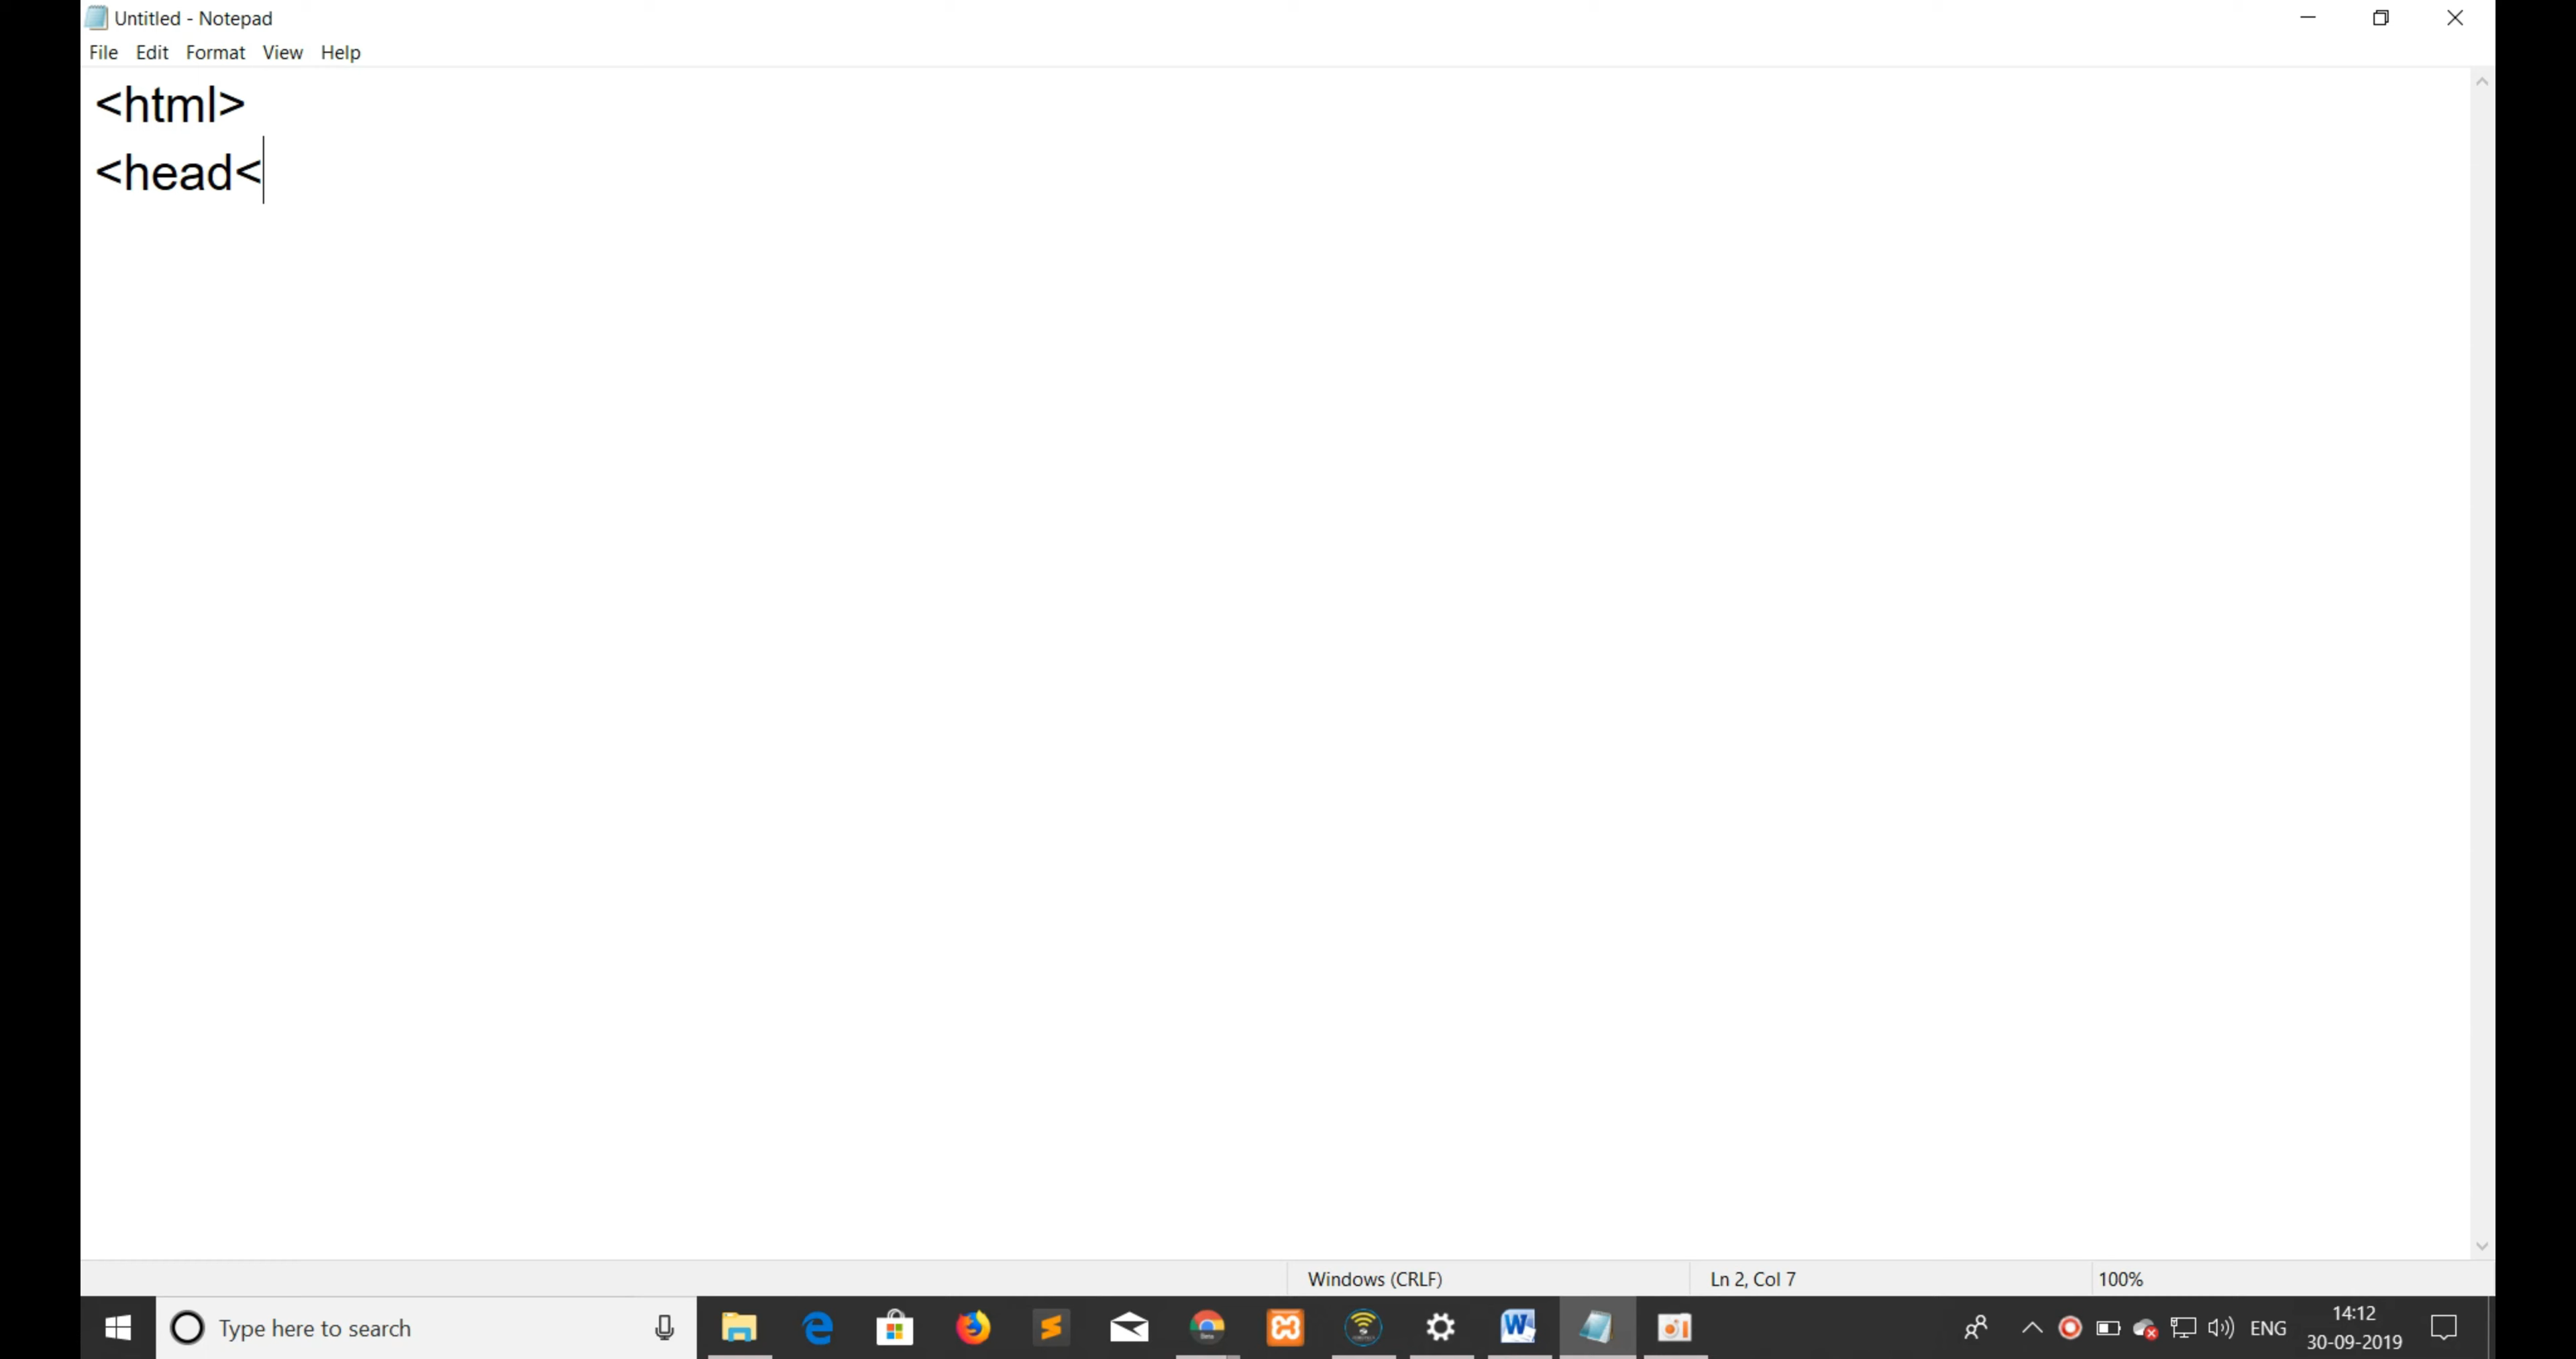 Untitled - Notepad
File Edit Format View Help
<html>
<head<
Windows (CRLF) Ln 2, Col 7 100%
Type here to search
ENG
14:12
30-09-2019